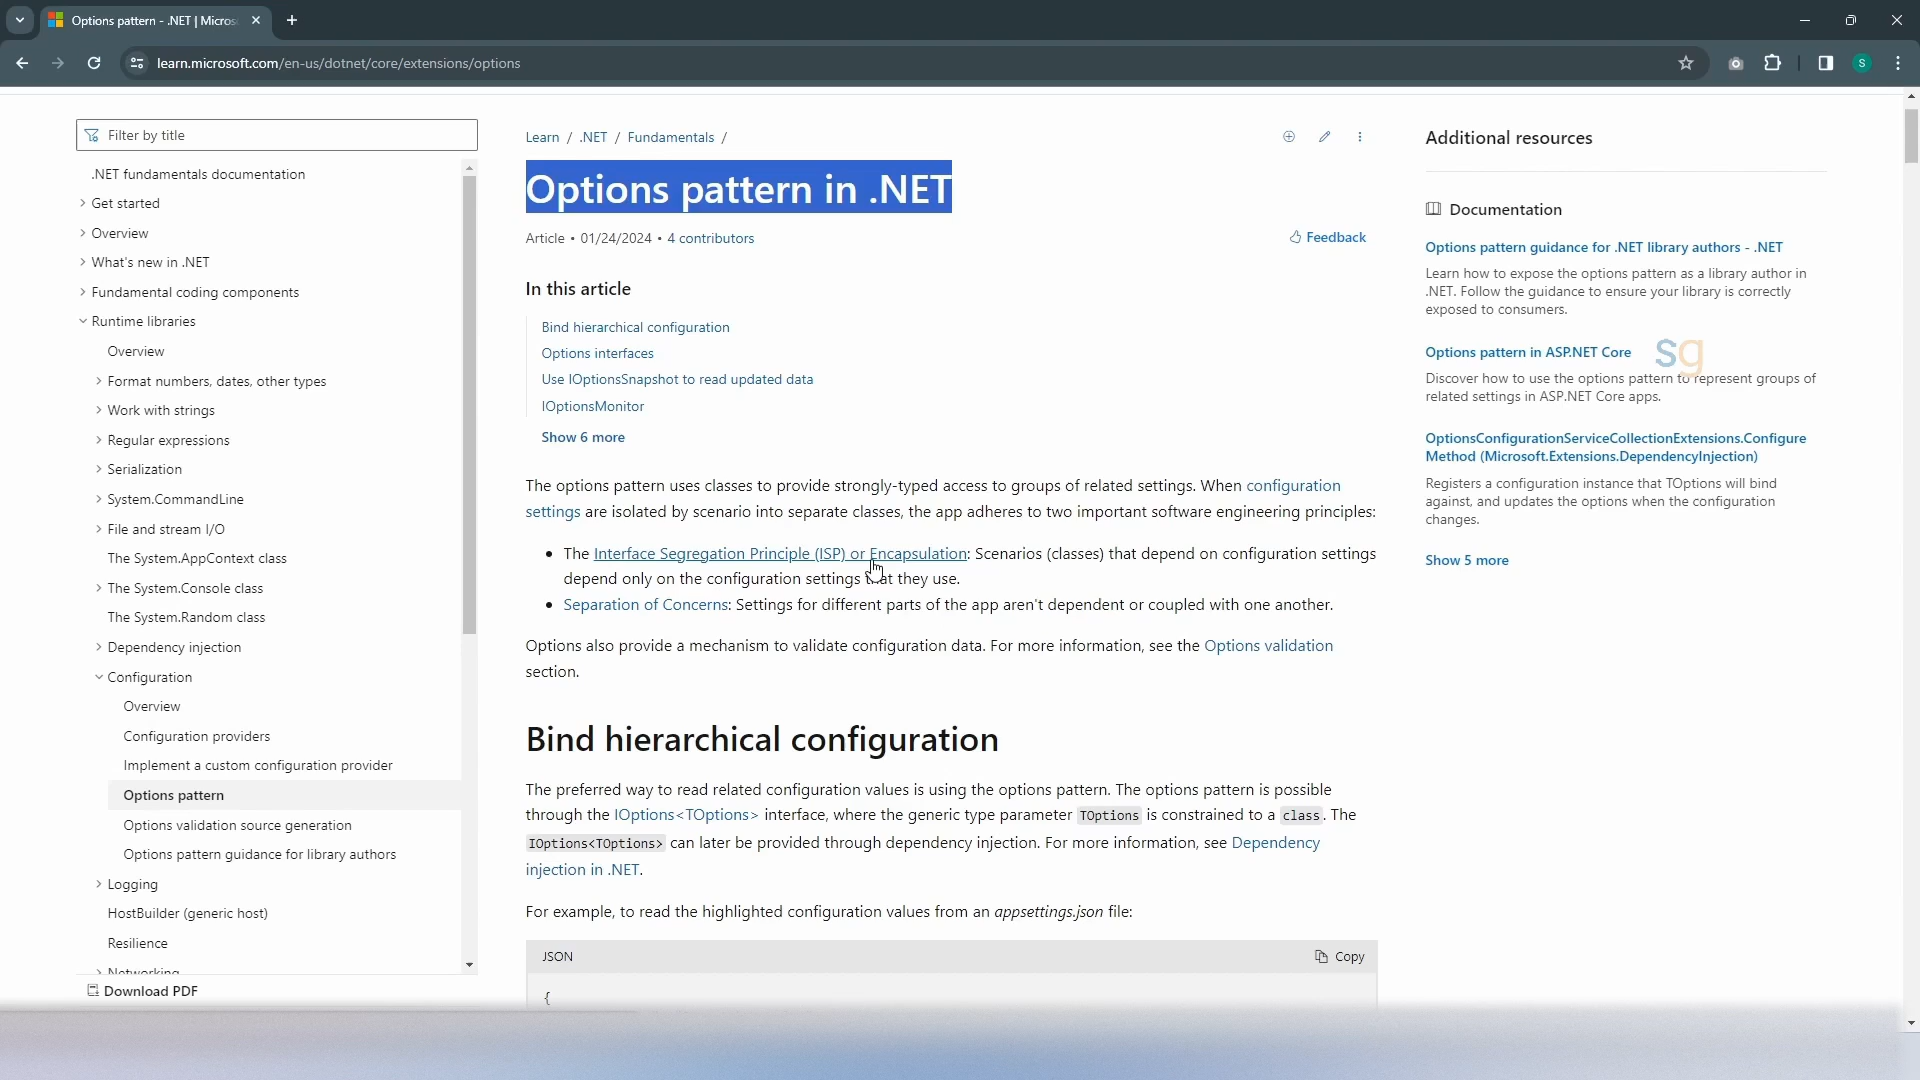 Options pattern - .NET | Micros
learn.microsoft.com/en-us/dotnet/core/extensions/options
S
Filter by title
.NET fundamentals documentation
Get started
Overview
What's new in .NET
Fundamental coding components
Runtime libraries
Overview
Format numbers, dates, other types
Work with strings
Regular expressions
Serialization
System.CommandLine
File and stream I/O
The System.AppContext class
The System.Console class
The System.Random class
Dependency injection
Configuration
Overview
Configuration providers
Implement a custom configuration provider
Options pattern
Options validation source generation
Options pattern guidance for library authors
Logging
HostBuilder (generic host)
Resilience
Networking
Download PDF
Learn / .NET / Fundamentals /
Options pattern in .NET
Article • 01/24/2024 • 4 contributors
Feedback
In this article
Bind hierarchical configuration
Options interfaces
Use IOptionsSnapshot to read updated data
IOptionsMonitor
Show 6 more
The options pattern uses classes to provide strongly-typed access to groups of related settings. When configuration
settings are isolated by scenario into separate classes, the app adheres to two important software engineering principles:
• The Interface Segregation Principle (ISP) or Encapsulation: Scenarios (classes) that depend on configuration settings
depend only on the configuration settings that they use.
• Separation of Concerns: Settings for different parts of the app aren't dependent or coupled with one another.
Options also provide a mechanism to validate configuration data. For more information, see the Options validation
section.
Bind hierarchical configuration
The preferred way to read related configuration values is using the options pattern. The options pattern is possible
through the IOptions<TOptions> interface, where the generic type parameter TOptions is constrained to a class. The
IOptions<TOptions> can later be provided through dependency injection. For more information, see Dependency
injection in .NET.
For example, to read the highlighted configuration values from an appsettings.json file:
JSON
Copy
{
Additional resources
Documentation
Options pattern guidance for .NET library authors - .NET
Learn how to expose the options pattern as a library author in
.NET. Follow the guidance to ensure your library is correctly
exposed to consumers.
Options pattern in ASP.NET Core
sg
Discover how to use the options pattern to represent groups of
related settings in ASP.NET Core apps.
OptionsConfigurationServiceCollectionExtensions.Configure
Method (Microsoft.Extensions.DependencyInjection)
Registers a configuration instance that TOptions will bind
against, and updates the options when the configuration
changes.
Show 5 more